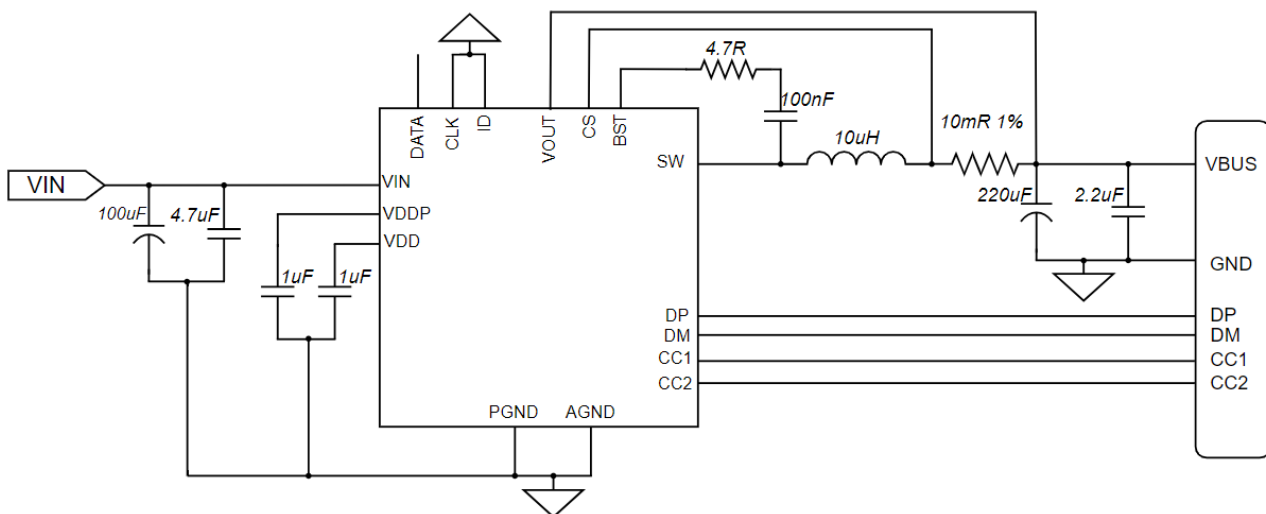 4.7R
100nF
10mR 1%
10uH
DATA
CLK
ID
VOUT
CS
BST
SW
VIN
VIN
VDDP
VDD
100uF
4.7uF
1uF
1uF
220uF
2.2uF
VBUS
GND
DP
DM
CC1
CC2
DP
DM
CC1
CC2
PGND
AGND